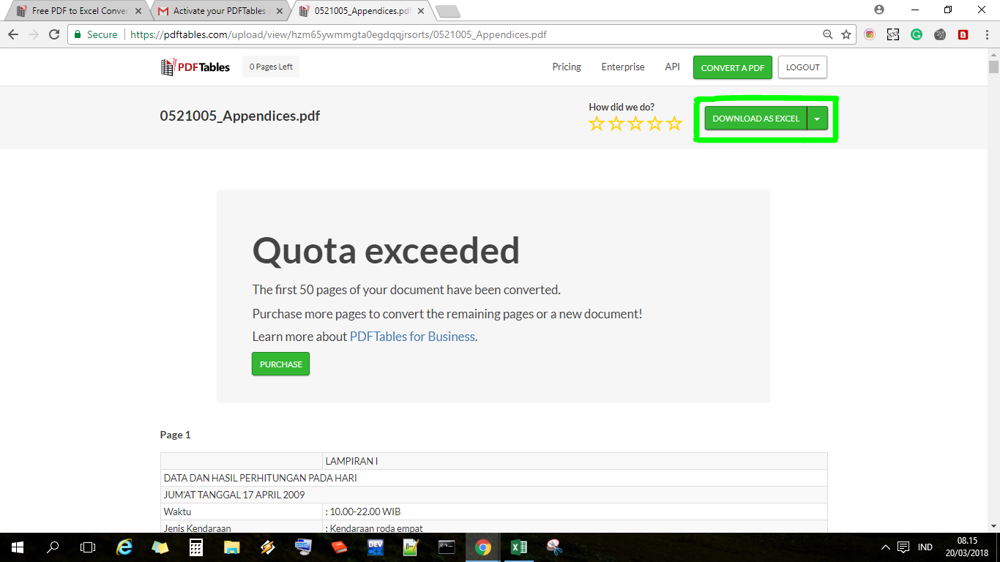 Free PDF to Excel Conver
Activate your PDFTables
0521005_Appendices.pdf
Secure
https://pdftables.com/upload/view/hzm65ywmmgta0egdqqjrsorts/0521005_Appendices.pdf
PDFTables
0 Pages Left
Pricing
Enterprise
API
CONVERT A PDF
LOGOUT
0521005_Appendices.pdf
How did we do?
DOWNLOAD AS EXCEL
Quota exceeded
The first 50 pages of your document have been converted.
Purchase more pages to convert the remaining pages or a new document!
Learn more about PDFTables for Business.
PURCHASE
Page 1
LAMPIRAN I
DATA DAN HASIL PERHITUNGAN PADA HARI
JUM'AT TANGGAL 17 APRIL 2009
Waktu : 10.00-22.00 WIB
Jenis Kendaraan : Kendaraan roda empat
DEV
IND
08.15
20/03/2018